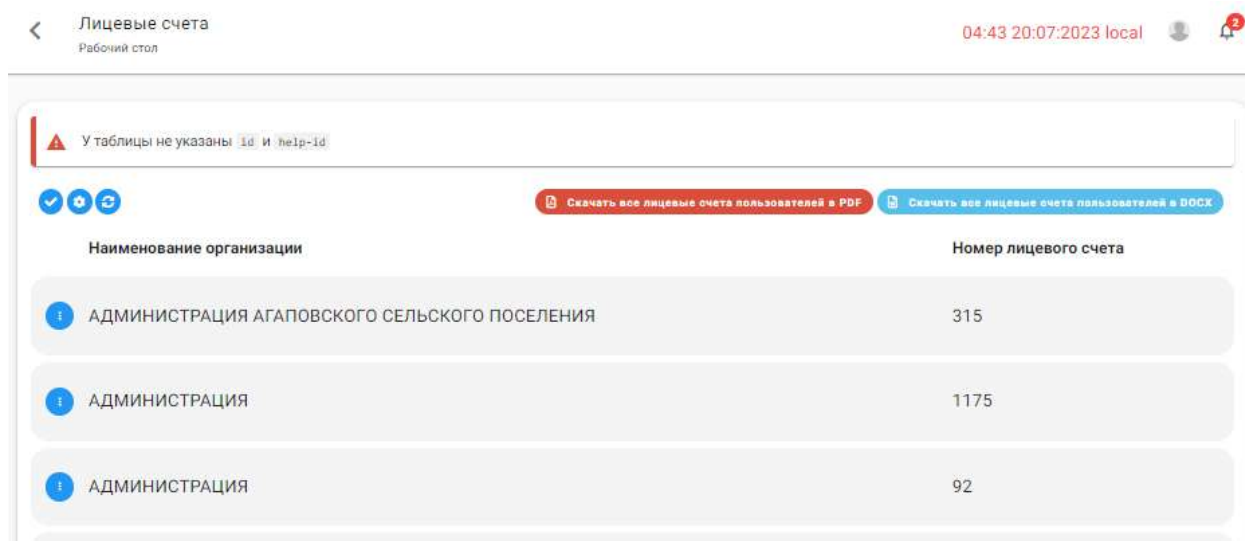 Лицевые счета
Рабочий стол
04:43 20:07:2023 local
2
У таблицы не указаны id и help-id
Скачать все лицевые счета пользователей в PDF
Скачать все лицевые счета пользователей в DOCX
Наименование организации Номер лицевого счета
АДМИНИСТРАЦИЯ АГАПОВСКОГО СЕЛЬСКОГО ПОСЕЛЕНИЯ 315
АДМИНИСТРАЦИЯ 1175
АДМИНИСТРАЦИЯ 92